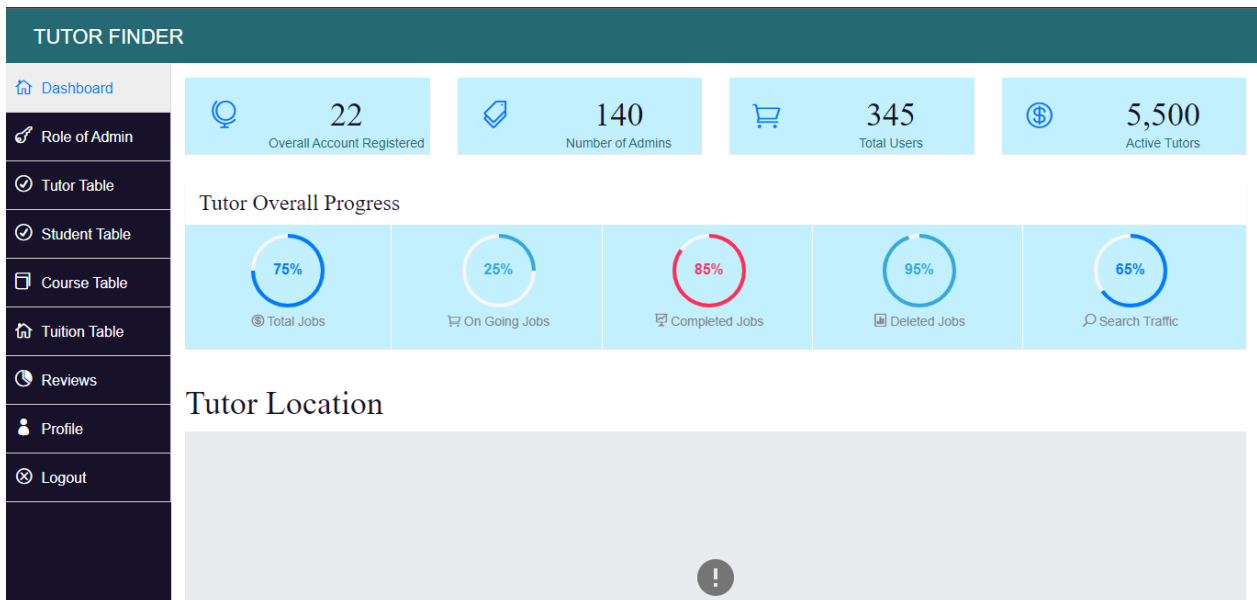 TUTOR FINDER
Dashboard
Role of Admin
Tutor Table
Student Table
Course Table
Tuition Table
Reviews
Profile
Logout
22
Overall Account Registered
140
Number of Admins
345
Total Users
5,500
Active Tutors
Tutor Overall Progress
75%
Total Jobs
25%
On Going Jobs
85%
Completed Jobs
95%
Deleted Jobs
65%
Search Traffic
Tutor Location